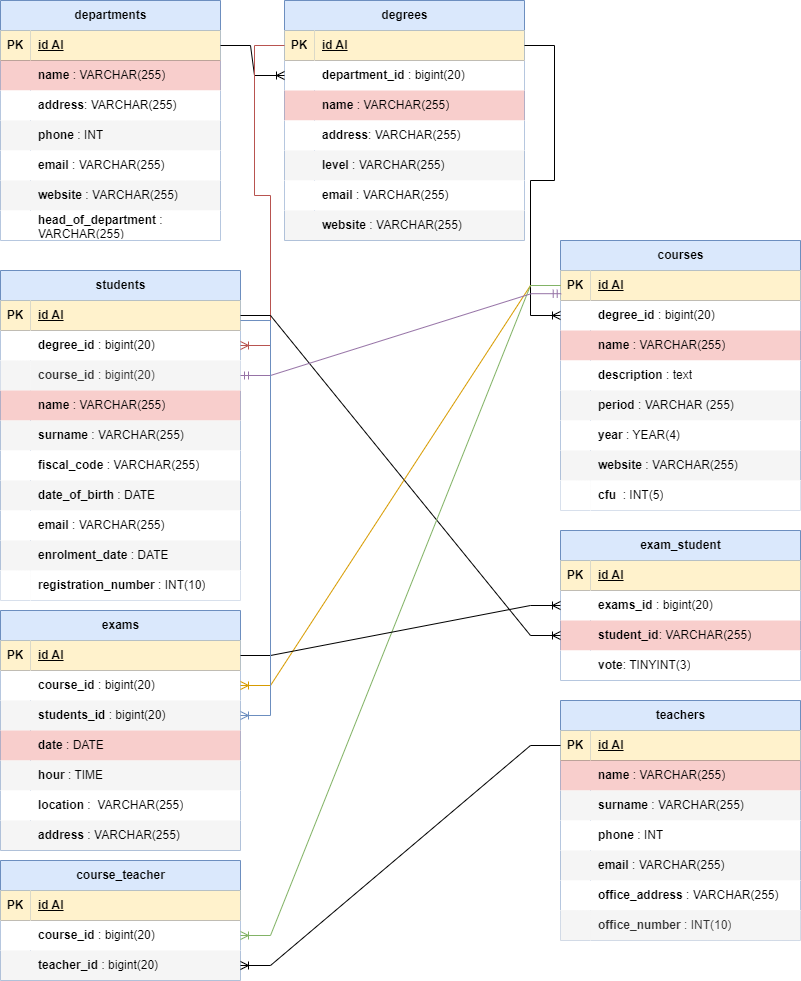 departments
PK id AI
name : VARCHAR(255)
address: VARCHAR(255)
phone : INT
email : VARCHAR(255)
website : VARCHAR(255)
head_of_department :
VARCHAR(255)
degrees
PK id AI
department_id : bigint(20)
name : VARCHAR(255)
address: VARCHAR(255)
level : VARCHAR(255)
email : VARCHAR(255)
website : VARCHAR(255)
students
PK id AI
degree_id : bigint(20)
course_id : bigint(20)
name : VARCHAR(255)
surname : VARCHAR(255)
fiscal_code : VARCHAR(255)
date_of_birth : DATE
email : VARCHAR(255)
enrolment_date : DATE
registration_number : INT(10)
courses
PK id AI
degree_id : bigint(20)
name : VARCHAR(255)
description : text
period : VARCHAR (255)
year : YEAR(4)
website : VARCHAR(255)
cfu : INT(5)
exam_student
PK id AI
exams_id : bigint(20)
student_id: VARCHAR(255)
vote: TINYINT(3)
exams
PK id AI
course_id : bigint(20)
students_id : bigint(20)
date : DATE
hour : TIME
location : VARCHAR(255)
address : VARCHAR(255)
teachers
PK id AI
name : VARCHAR(255)
surname : VARCHAR(255)
phone : INT
email : VARCHAR(255)
office_address : VARCHAR(255)
office_number : INT(10)
course_teacher
PK id AI
course_id : bigint(20)
teacher_id : bigint(20)